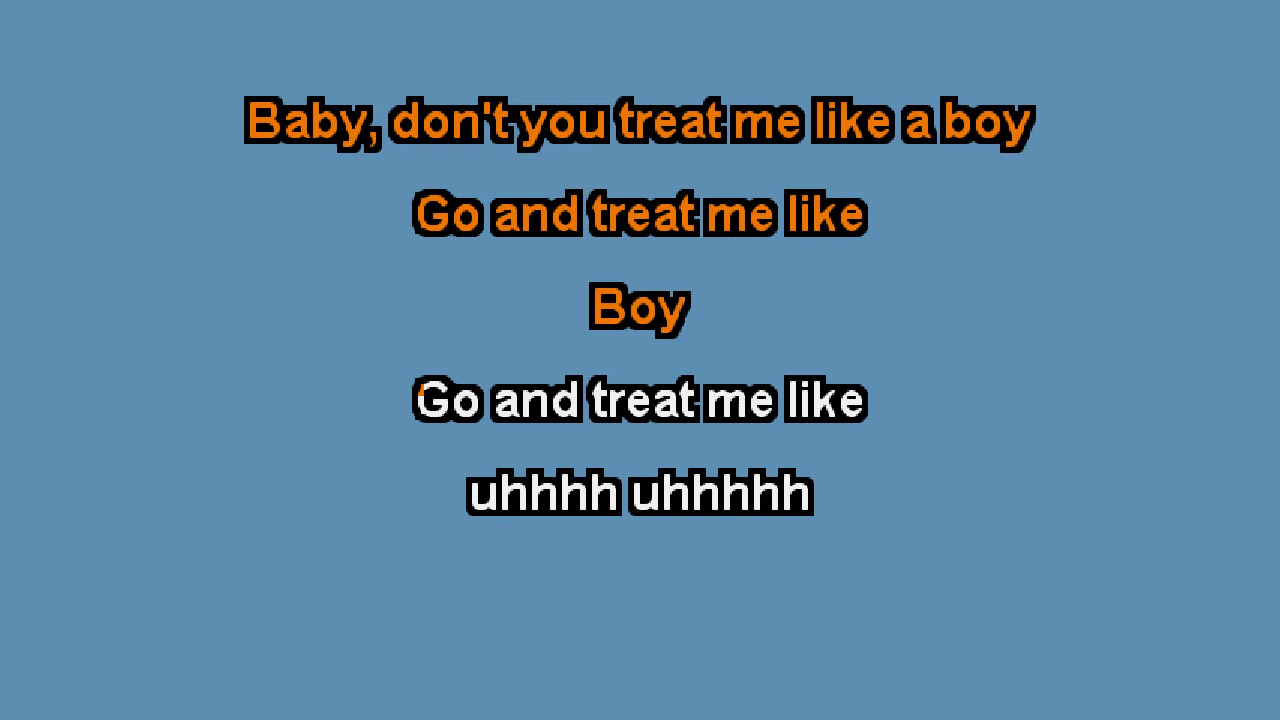 Baby, don't you treat me like a boy
Go and treat me like
Boy
Go and treat me like
uhhhh uhhhhh